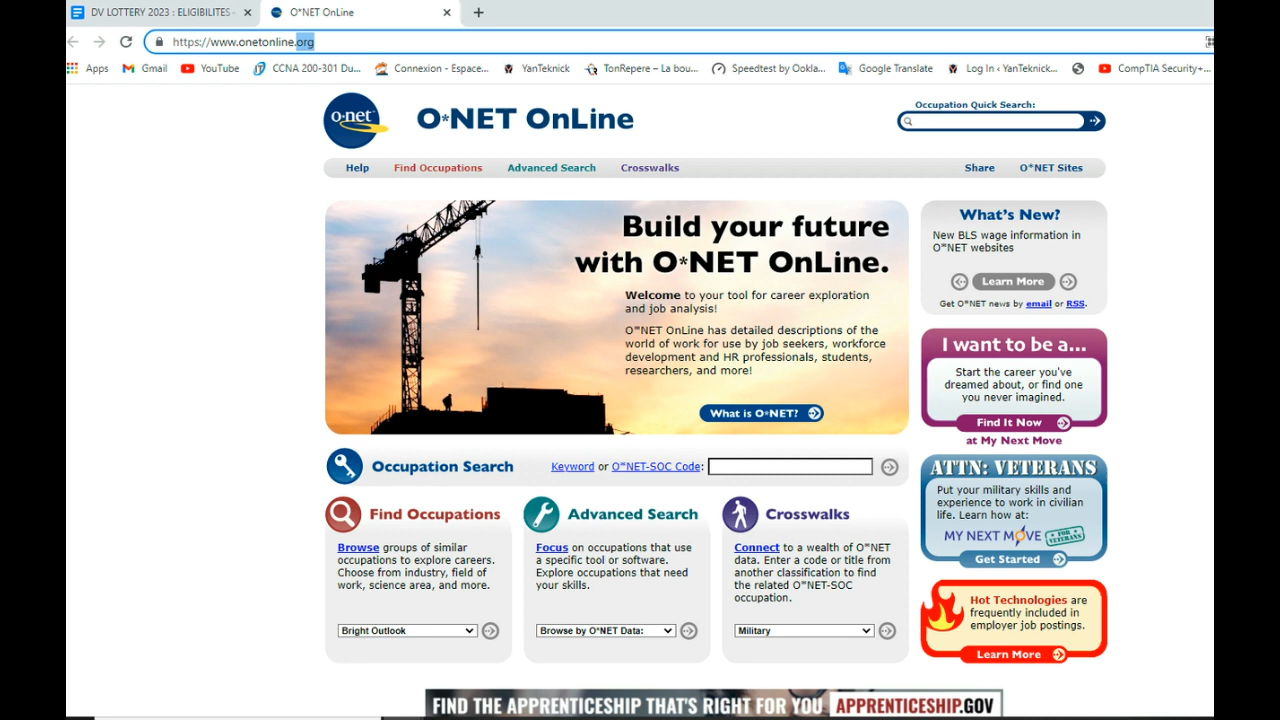 DV LOTTERY 2023 : ELIGIBILITES
O*NET OnLine
https://www.onetonline.org
Apps
Gmail
YouTube
CCNA 200-301 Du...
Connexion - Espace...
YanTeknick
TonRepere – La bou...
Speedtest by Ookla...
Google Translate
Log In ‹ YanTeknick...
CompTIA Security+...
o·net
O*NET OnLine
Occupation Quick Search:
Help
Find Occupations
Advanced Search
Crosswalks
Share
O*NET Sites
Build your future
with O*NET OnLine.
Welcome to your tool for career exploration
and job analysis!
O*NET OnLine has detailed descriptions of the
world of work for use by job seekers, workforce
development and HR professionals, students,
researchers, and more!
What is O*NET?
What's New?
New BLS wage information in
O*NET websites
Learn More
Get O*NET news by email or RSS.
I want to be a...
Start the career you've
dreamed about, or find one
you never imagined.
Find It Now
at My Next Move
ATTN: VETERANS
Put your military skills and
experience to work in civilian
life. Learn how at:
MY NEXT MOVE FOR VETERANS
Get Started
Hot Technologies are
frequently included in
employer job postings.
Learn More
Occupation Search
Keyword or O*NET-SOC Code:
Find Occupations
Browse groups of similar
occupations to explore careers.
Choose from industry, field of
work, science area, and more.
Bright Outlook
Advanced Search
Focus on occupations that use
a specific tool or software.
Explore occupations that need
your skills.
Browse by O*NET Data:
Crosswalks
Connect to a wealth of O*NET
data. Enter a code or title from
another classification to find
the related O*NET-SOC
occupation.
Military
FIND THE APPRENTICESHIP THAT'S RIGHT FOR YOU APPRENTICESHIP.GOV